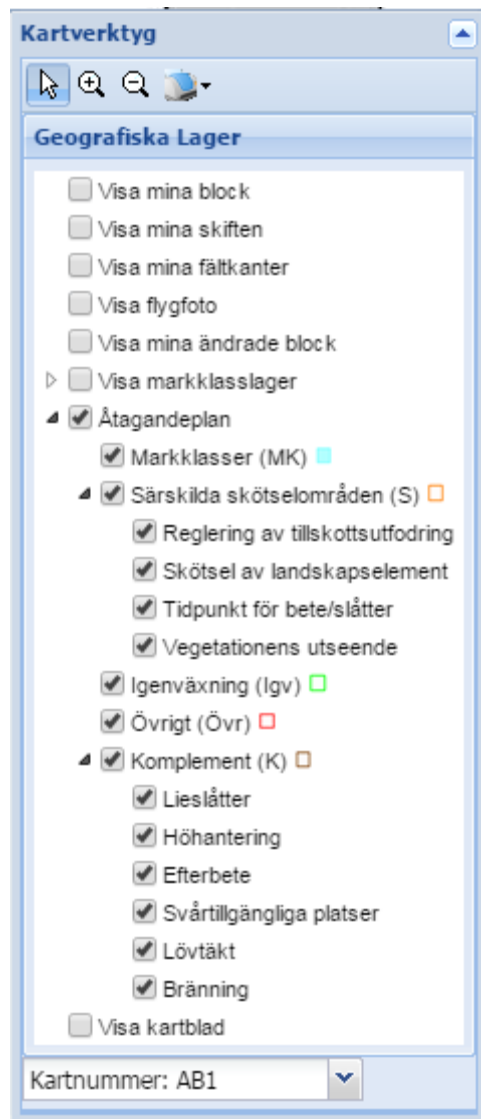 Kartverktyg
Geografiska Lager
Visa mina block
Visa mina skiften
Visa mina fältkanter
Visa flygfoto
Visa mina ändrade block
Visa markklasslager
Åtagandeplan
Markklasser (MK)
Särskilda skötselområden (S)
Reglering av tillskottsutfodring
Skötsel av landskapselement
Tidpunkt för bete/slåtter
Vegetationens utseende
Igenväxning (Igv)
Övrigt (Övr)
Komplement (K)
Lieslåtter
Höhantering
Efterbete
Svårtillgängliga platser
Lövtäkt
Bränning
Visa kartblad
Kartnummer: AB1